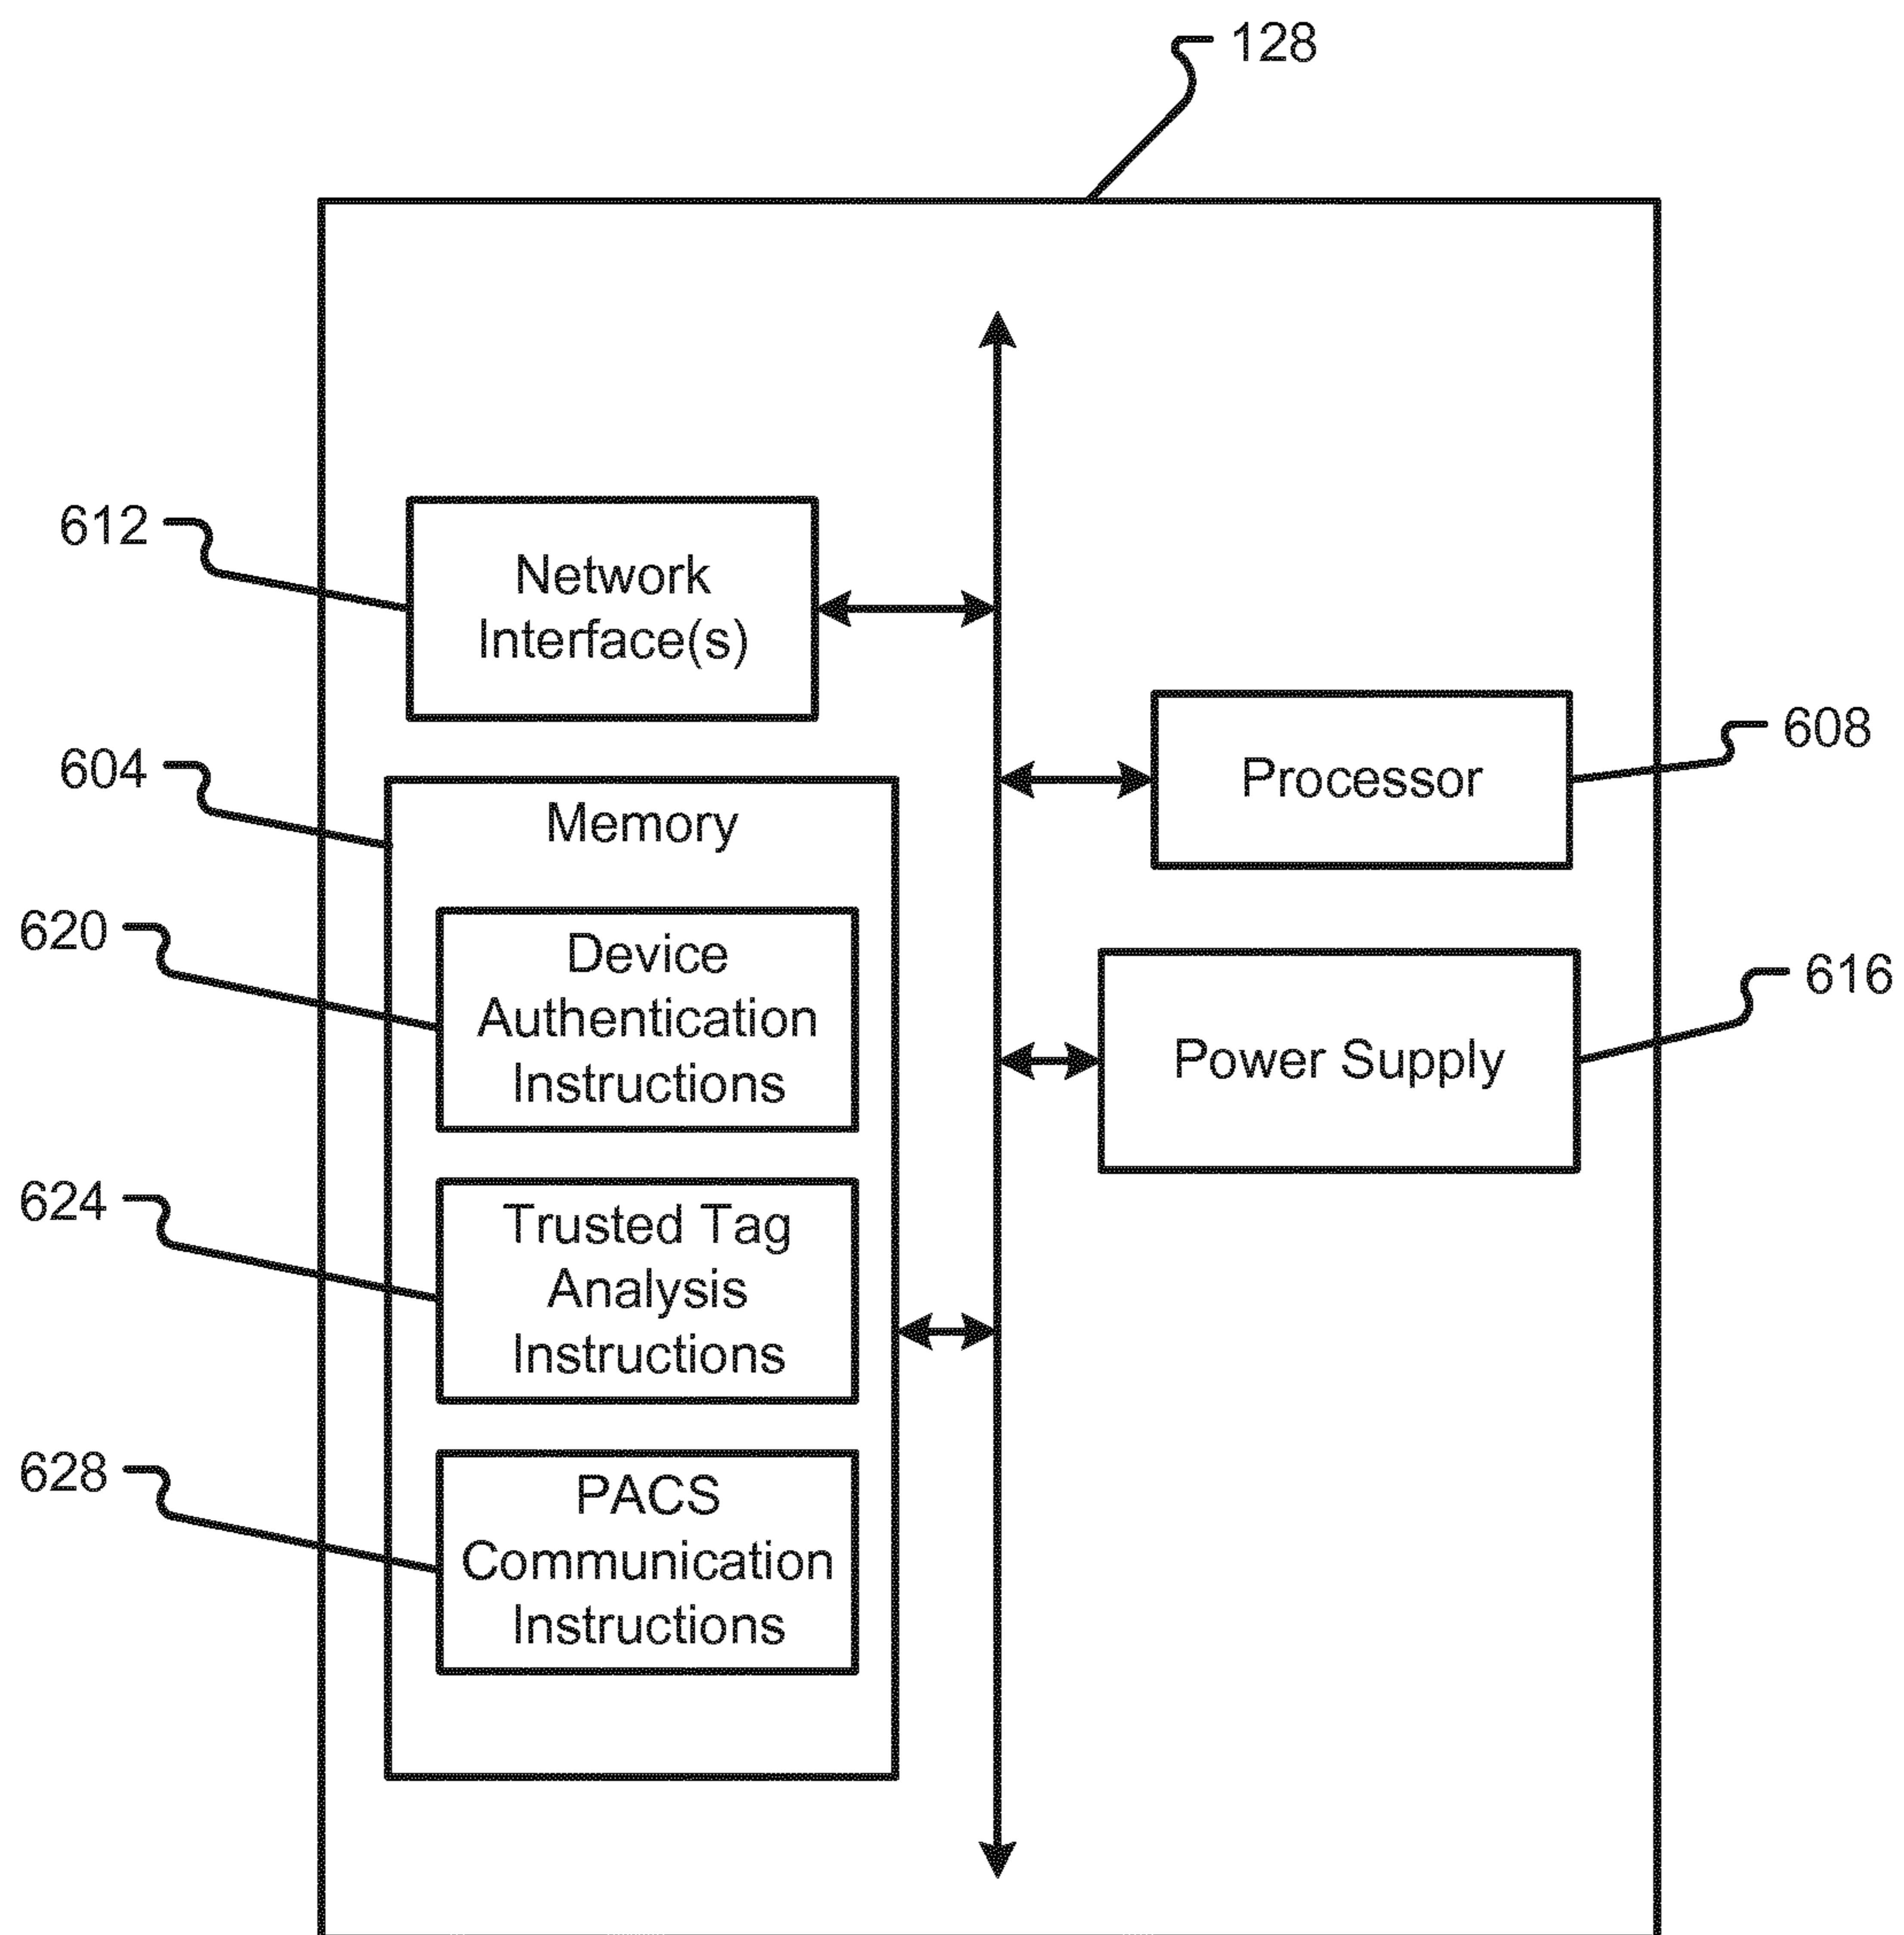 128
612
Network
Interface(s)
604
Memory
Processor
608
620
Device
Authentication
Instructions
Power Supply
616
624
Trusted Tag
Analysis
Instructions
628
PACS
Communication
Instructions